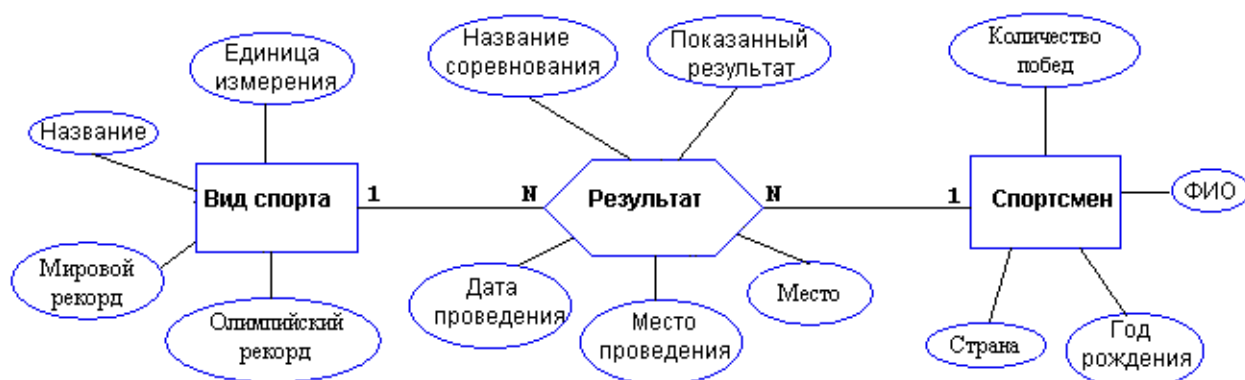 Единица
измерения
Название
Вид спорта
Мировой
рекорд
Олимпийский
рекорд
1
N
Название
соревнования
Показанный
результат
Результат
Дата
проведения
Место
проведения
Место
N
1
Количество
побед
Спортсмен
ФИО
Страна
Год
рождения